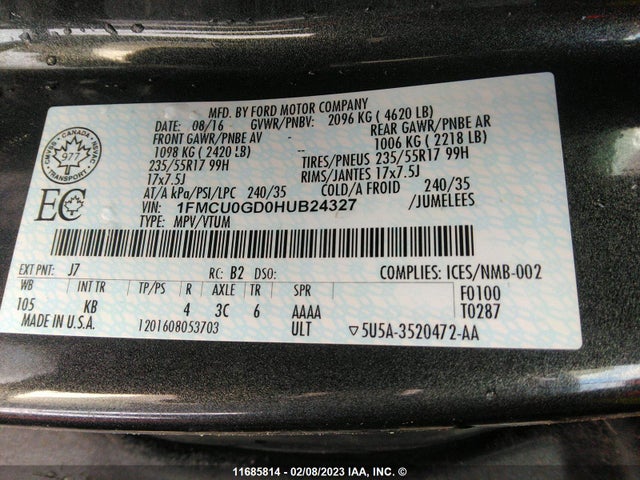 MFD. BY FORD MOTOR COMPANY
DATE: 08/16 GVWR/PNBV: 2096 KG ( 4620 LB)
FRONT GAWR/PNBE AV - REAR GAWR/PNBE AR
1098 KG ( 2420 LB) -- 1006 KG ( 2218 LB)
235/55R17 99H TIRES/PNEUS 235/55R17 99H
17x7.5J RIMS/JANTES 17x7.5J
AT/A kPa/PSI/LPC 240/35 COLD/A FROID 240/35
VIN: 1FMCU0GD0HUB24327 /JUMELEES
TYPE: MPV/VTUM
CANADA
977
EC
EXT PNT: J7 RC: B2 DSO: COMPLIES: ICES/NMB-002
WB INT TR TP/PS R AXLE TR SPR F0100
105 KB 4 3C 6 AAAA T0287
MADE IN U.S.A. 1201608053703 ULT 5U5A-3520472-AA
11685814 - 02/08/2023 IAA, INC. ©